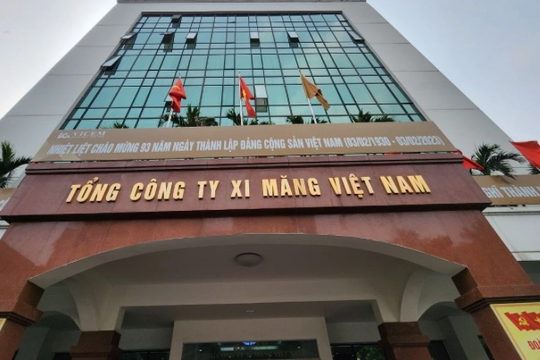 VICEM
NHIỆT LIỆT CHÀO MỪNG 93 NĂM NGÀY THÀNH LẬP ĐẢNG CỘNG SẢN VIỆT NAM (03/02/1930 - 03/02/2023)
TỔNG CÔNG TY XI MĂNG VIỆT NAM